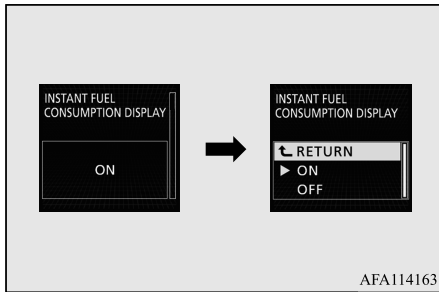 INSTANT FUEL
CONSUMPTION DISPLAY
ON
INSTANT FUEL
CONSUMPTION DISPLAY
RETURN
ON
OFF
AFA114163